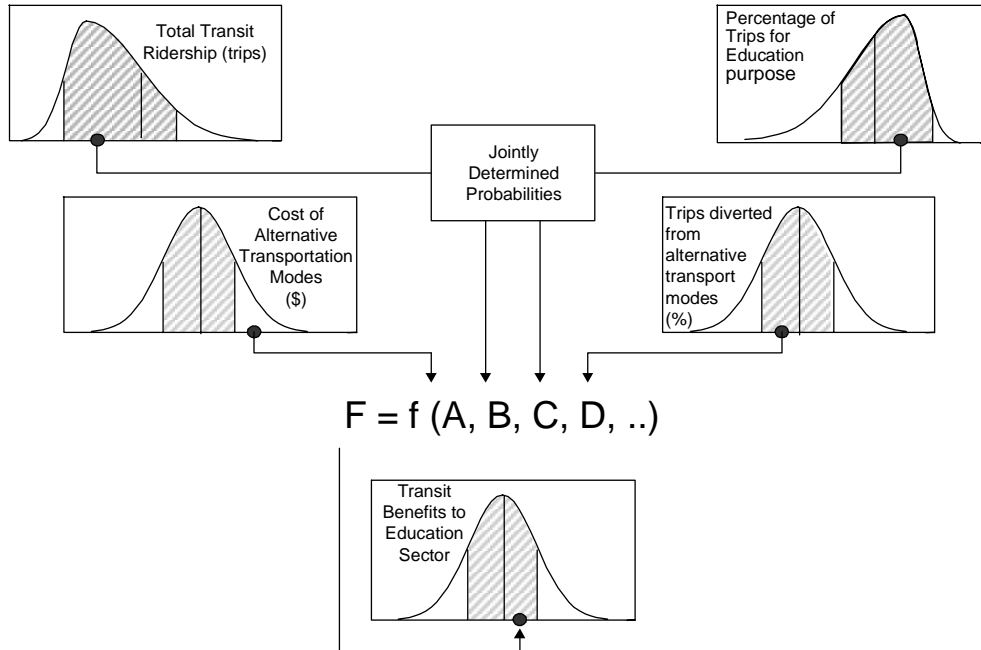 Total Transit
Ridership (trips)
Percentage of
Trips for
Education
purpose
Jointly
Determined
Probabilities
Cost of
Alternative
Transportation
Modes
($)
Trips diverted
from
alternative
transport
modes
(%)
F = f (A, B, C, D, ..)
Transit
Benefits to
Education
Sector